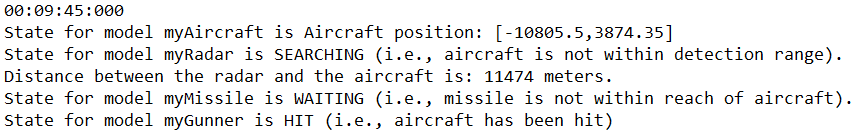 00:09:45:000
State for model myAircraft is Aircraft position: [-10805.5,3874.35]
State for model myRadar is SEARCHING (i.e., aircraft is not within detection range).
Distance between the radar and the aircraft is: 11474 meters.
State for model myMissile is WAITING (i.e., missile is not within reach of aircraft).
State for model myGunner is HIT (i.e., aircraft has been hit)